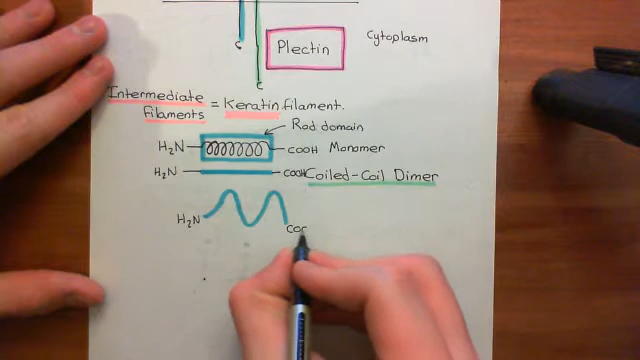 c
c
Plectin
Cytoplasm
Intermediate filaments = Keratin filament.
Rod domain
H₂N COOH Monomer
H₂N COOH Coiled-Coil Dimer
H₂N
COO